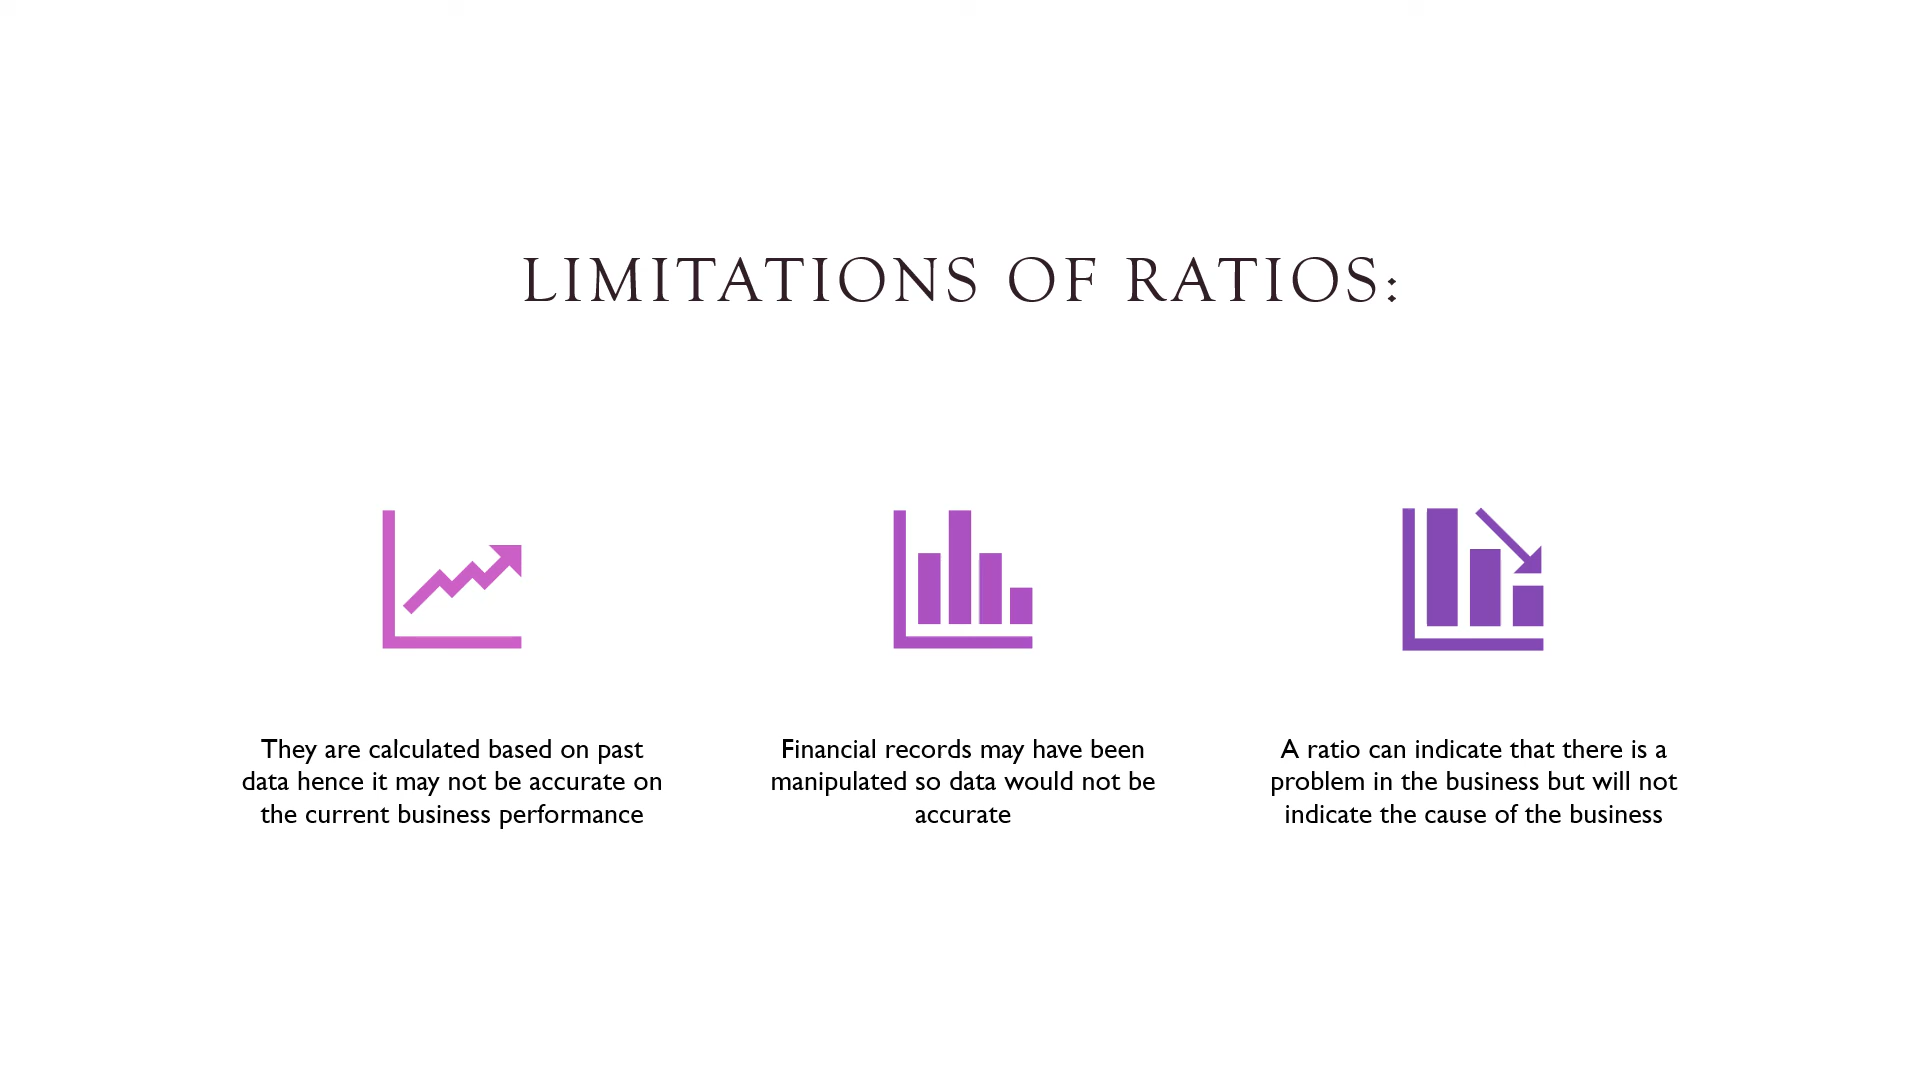 LIMITATIONS OF RATIOS:
They are calculated based on past
data hence it may not be accurate on
the current business performance
Financial records may have been
manipulated so data would not be
accurate
A ratio can indicate that there is a
problem in the business but will not
indicate the cause of the business